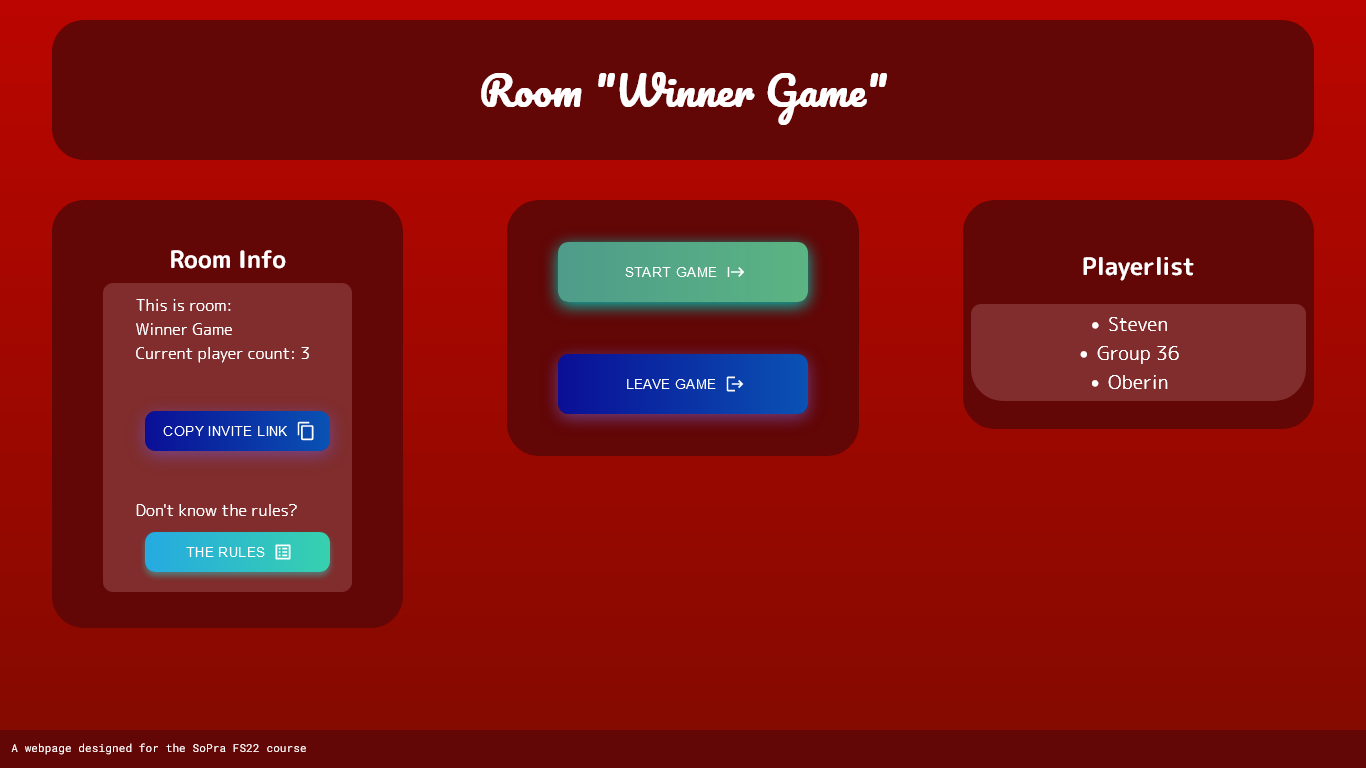 Room "Winner Game"
Room Info
This is room:
Winner Game
Current player count: 3
COPY INVITE LINK
Don't know the rules?
THE RULES
START GAME
LEAVE GAME
Playerlist
• Steven
• Group 36
• Oberin
A webpage designed for the SoPra FS22 course